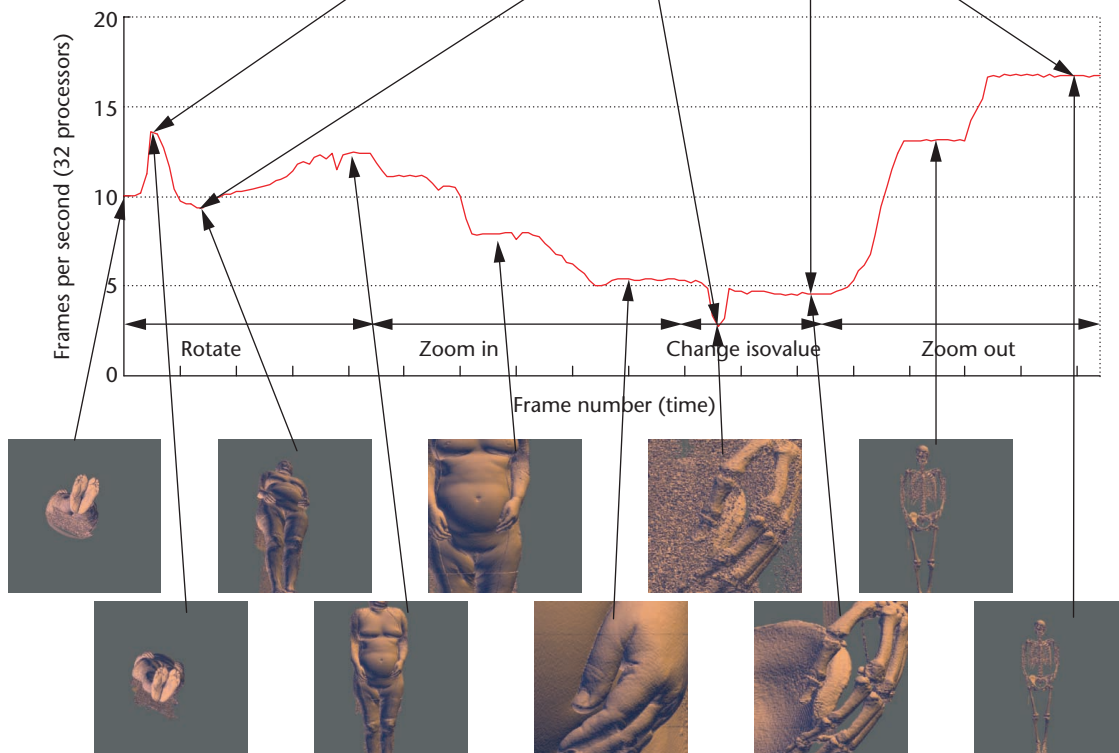 20
15
10
5
0
Frames per second (32 processors)
Rotate
Zoom in
Change isovalue
Zoom out
Frame number (time)